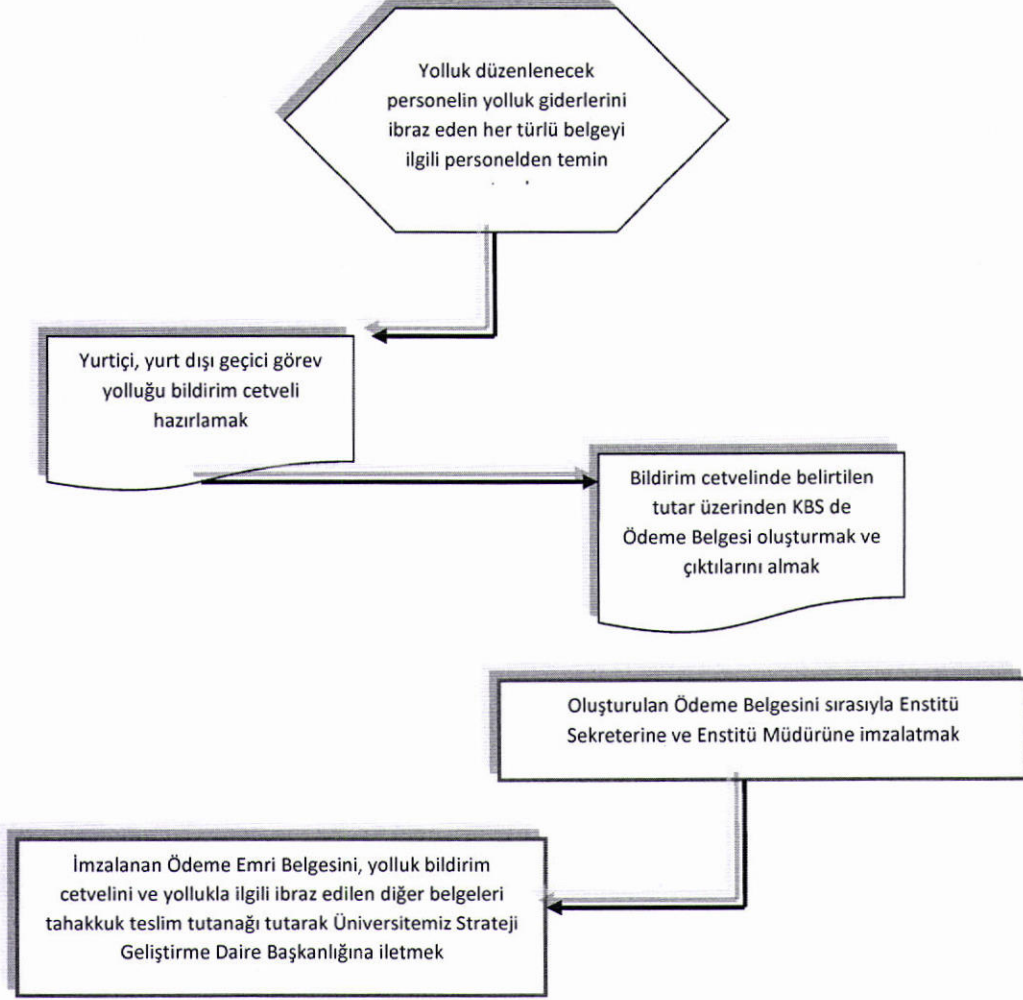 Yolluk düzenlenecek
personelin yolluk giderlerini
ibraz eden her türlü belgeyi
ilgili personelden temin
Yurtiçi, yurt dışı geçici görev
yolluğu bildirim cetveli
hazırlamak
Bildirim cetvelinde belirtilen
tutar üzerinden KBS de
Ödeme Belgesi oluşturmak ve
çıktılarını almak
Oluşturulan Ödeme Belgesini sırasıyla Enstitü
Sekreterine ve Enstitü Müdürüne imzalatmak
İmzalanan Ödeme Emri Belgesini, yolluk bildirim
cetvelini ve yollukla ilgili ibraz edilen diğer belgeleri
tahakkuk teslim tutanağı tutarak Üniversitemiz Strateji
Geliştirme Daire Başkanlığına iletmek